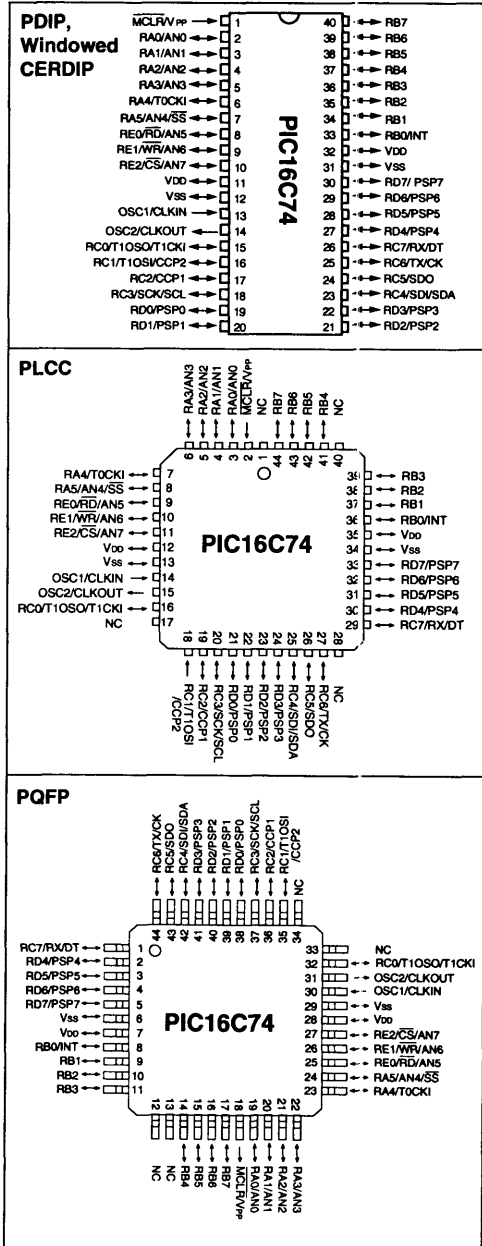 PDIP,
Windowed
CERDIP
MCLR/VPP 1 40 RB7
RA0/AN0 2 39 RB6
RA1/AN1 3 38 RB5
RA2/AN2 4 37 RB4
RA3/AN3 5 36 RB3
RA4/T0CKI 6 35 RB2
RA5/AN4/SS 7 34 RB1
RE0/RD/AN5 8 33 RB0/INT
RE1/WR/AN6 9 32 VDD
RE2/CS/AN7 10 31 VSS
VDD 11 30 RD7/ PSP7
VSS 12 29 RD6/PSP6
OSC1/CLKIN 13 28 RD5/PSP5
OSC2/CLKOUT 14 27 RD4/PSP4
RC0/T1OSO/T1CKI 15 26 RC7/RX/DT
RC1/T1OSI/CCP2 16 25 RC6/TX/CK
RC2/CCP1 17 24 RC5/SDO
RC3/SCK/SCL 18 23 RC4/SDI/SDA
RD0/PSP0 19 22 RD3/PSP3
RD1/PSP1 20 21 RD2/PSP2
PIC16C74
PLCC
RA3/AN3 6
RA2/AN2 5
RA1/AN1 4
RA0/AN0 3
MCLR/VPP 2
NC 1
RB7 44
RB6 43
RB5 42
RB4 41
NC 40
RA4/T0CKI 7 39 RB3
RA5/AN4/SS 8 38 RB2
RE0/RD/AN5 9 37 RB1
RE1/WR/AN6 10 36 RB0/INT
RE2/CS/AN7 11 35 VDD
VDD 12 34 VSS
VSS 13 33 RD7/PSP7
OSC1/CLKIN 14 32 RD6/PSP6
OSC2/CLKOUT 15 31 RD5/PSP5
RC0/T1OSO/T1CKI 16 30 RD4/PSP4
NC 17 29 RC7/RX/DT
PIC16C74
18 RC1/T1OSI
/CCP2
19 RC2/CCP1
20 RC3/SCK/SCL
21 RD0/PSP0
22 RD1/PSP1
23 RD2/PSP2
24 RD3/PSP3
25 RC4/SDI/SDA
26 RC5/SDO
27 RC6/TX/CK
28 NC
PQFP
RC6/TX/CK 44
RC5/SDO 43
RC4/SDI/SDA 42
RD3/PSP3 41
RD2/PSP2 40
RD1/PSP1 39
RD0/PSP0 38
RC3/SCK/SCL 37
RC2/CCP1 36
RC1/T1OSI 35
/CCP2
NC 34
RC7/RX/DT 1 33 NC
RD4/PSP4 2 32 RC0/T1OSO/T1CKI
RD5/PSP5 3 31 OSC2/CLKOUT
RD6/PSP6 4 30 OSC1/CLKIN
RD7/PSP7 5 29 VSS
VSS 6 28 VDD
VDD 7 27 RE2/CS/AN7
RB0/INT 8 26 RE1/WR/AN6
RB1 9 25 RE0/RD/AN5
RB2 10 24 RA5/AN4/SS
RB3 11 23 RA4/T0CKI
PIC16C74
12 NC
13 NC
14 RB4
15 RB5
16 RB6
17 RB7
18 MCLR/VPP
19 RA0/AN0
20 RA1/AN1
21 RA2/AN2
22 RA3/AN3